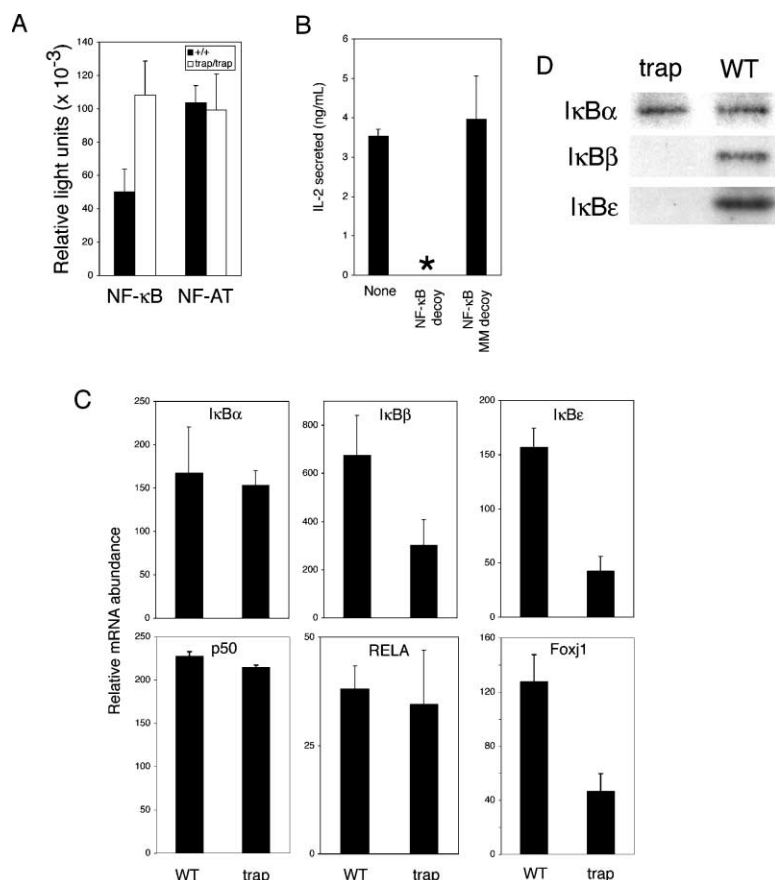 A
Relative light units (x 10⁻³)
140
120
100
80
60
40
20
0
+/+
trap/trap
NF-κB
NF-AT
B
IL-2 secreted (ng/mL)
6
5
4
3
2
1
0
*
None
NF-κB
decoy
NF-κB
MM decoy
D
trap
WT
IκBα
IκBβ
IκBε
C
Relative mRNA abundance
IκBα
250
200
150
100
50
0
IκBβ
800
600
400
200
0
IκBε
200
150
100
50
0
p50
250
200
150
100
50
0
WT
trap
RELA
50
25
0
WT
trap
Foxj1
160
120
80
40
0
WT
trap